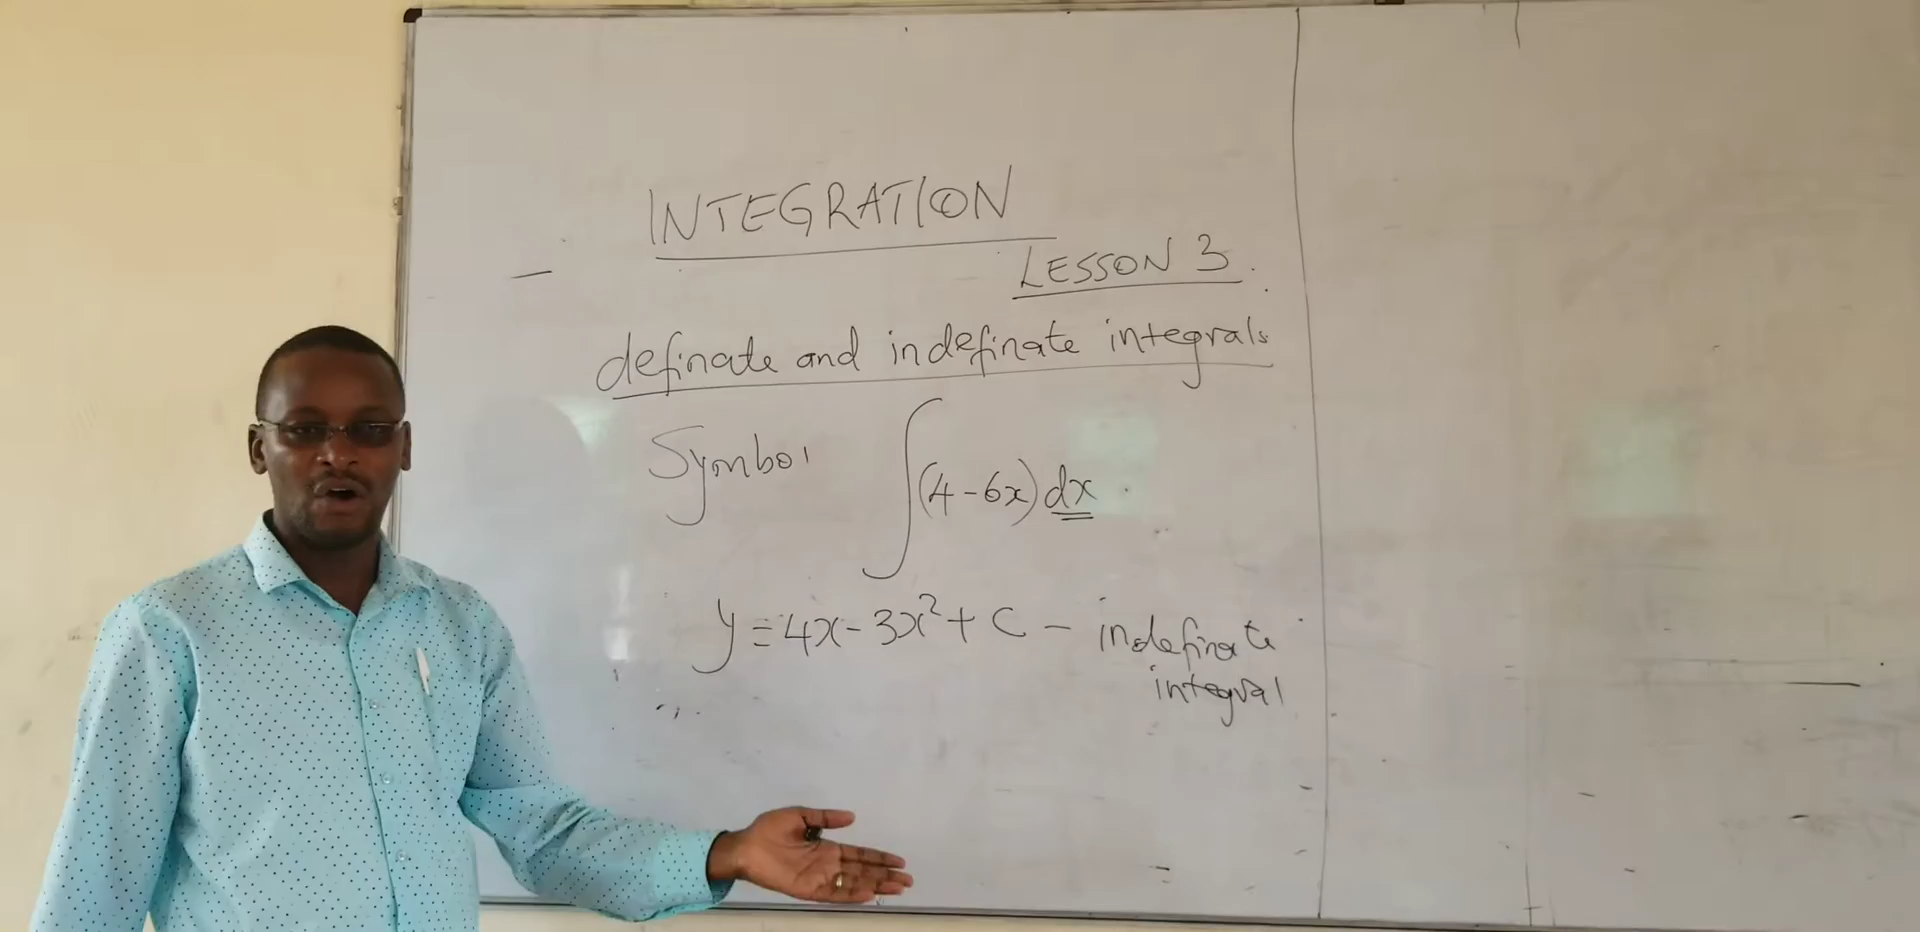 INTEGRATION
LESSON 3.
definate and indefinate integrals
Symbol ∫(4-6x)dx
y = 4x - 3x² + C - indefinate
integral